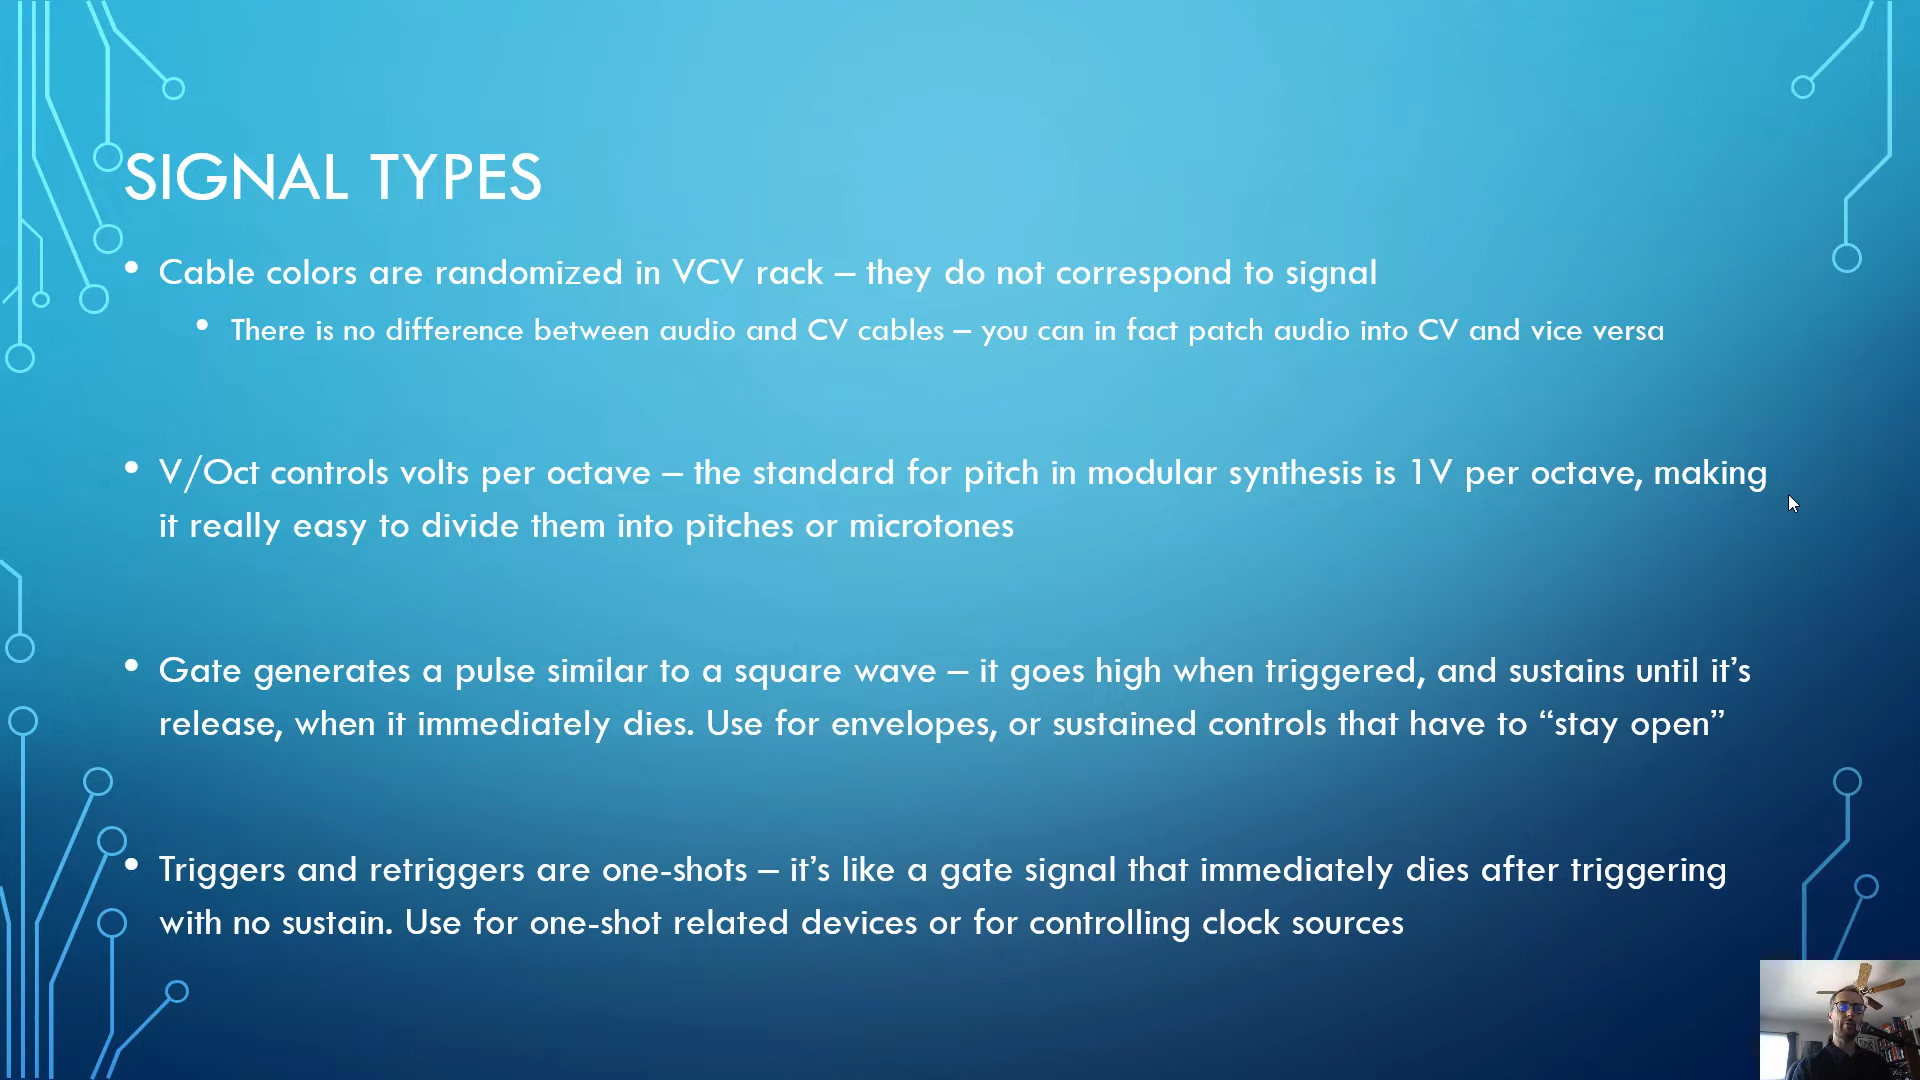 SIGNAL TYPES
• Cable colors are randomized in VCV rack – they do not correspond to signal
• There is no difference between audio and CV cables – you can in fact patch audio into CV and vice versa
• V/Oct controls volts per octave – the standard for pitch in modular synthesis is 1V per octave, making
it really easy to divide them into pitches or microtones
• Gate generates a pulse similar to a square wave – it goes high when triggered, and sustains until it’s
release, when it immediately dies. Use for envelopes, or sustained controls that have to “stay open”
• Triggers and retriggers are one-shots – it’s like a gate signal that immediately dies after triggering
with no sustain. Use for one-shot related devices or for controlling clock sources